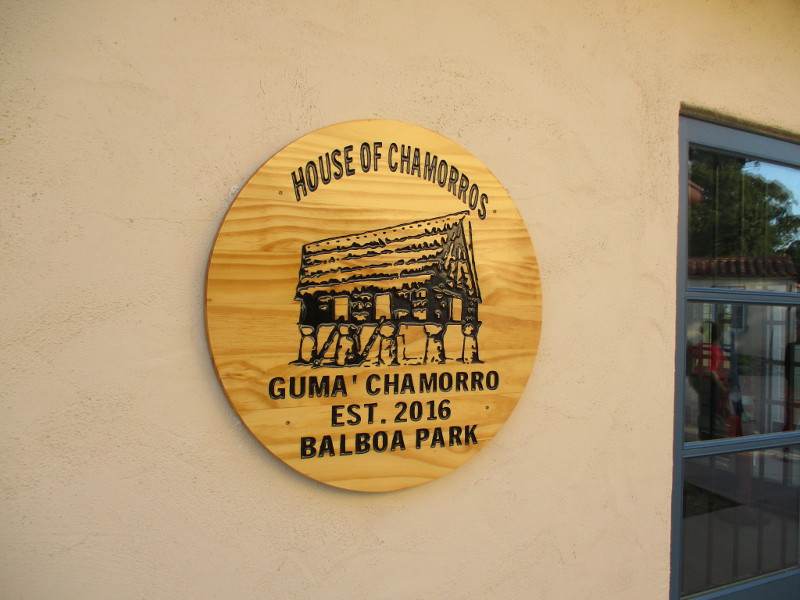 HOUSE OF CHAMORROS
GUMA' CHAMORRO
EST. 2016
BALBOA PARK